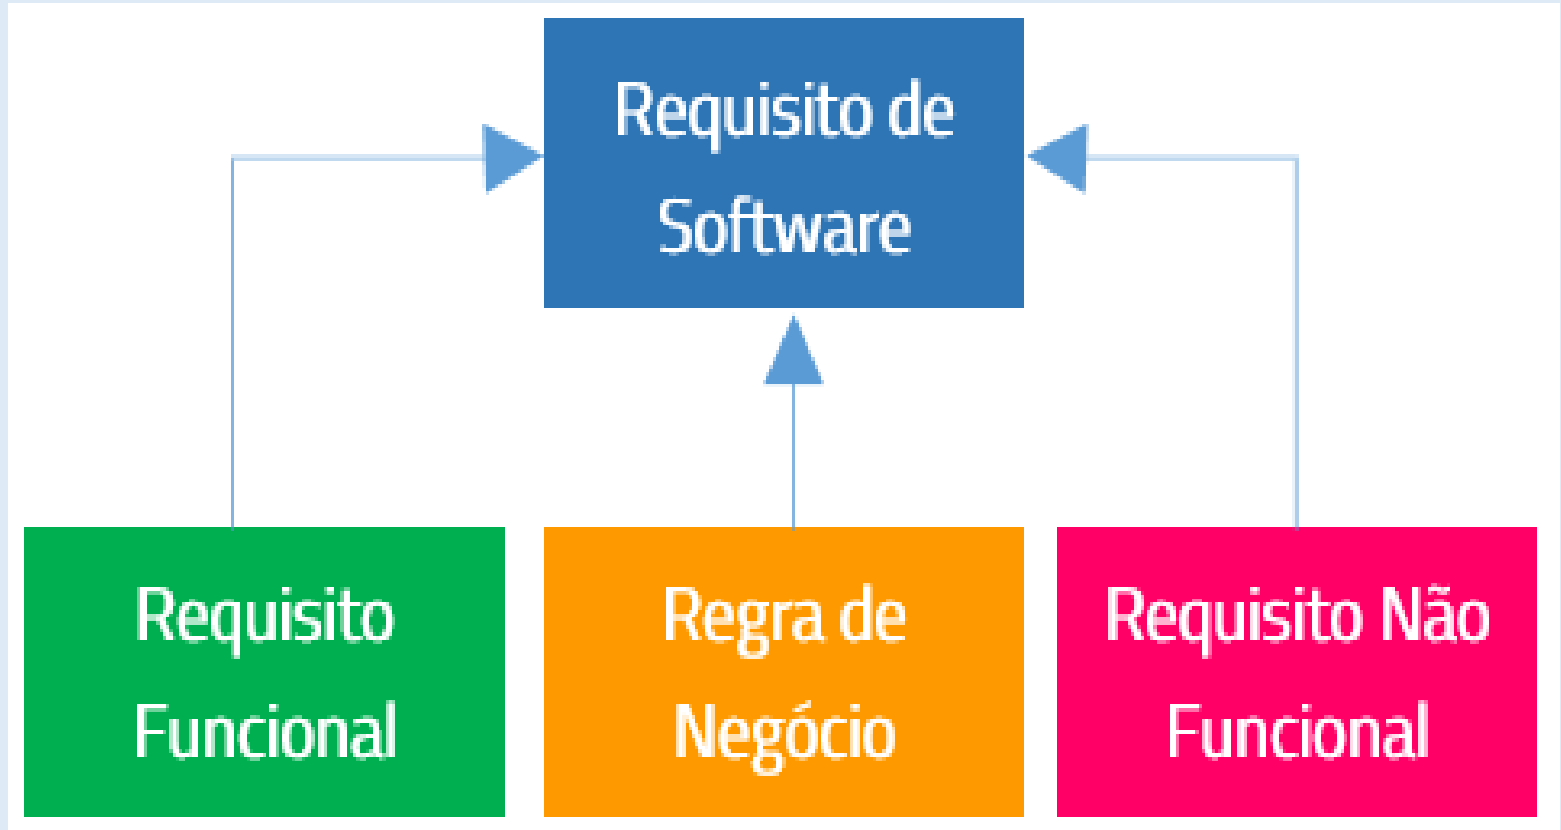 Requisito de
Software
Requisito
Funcional
Regra de
Negócio
Requisito Não
Funcional